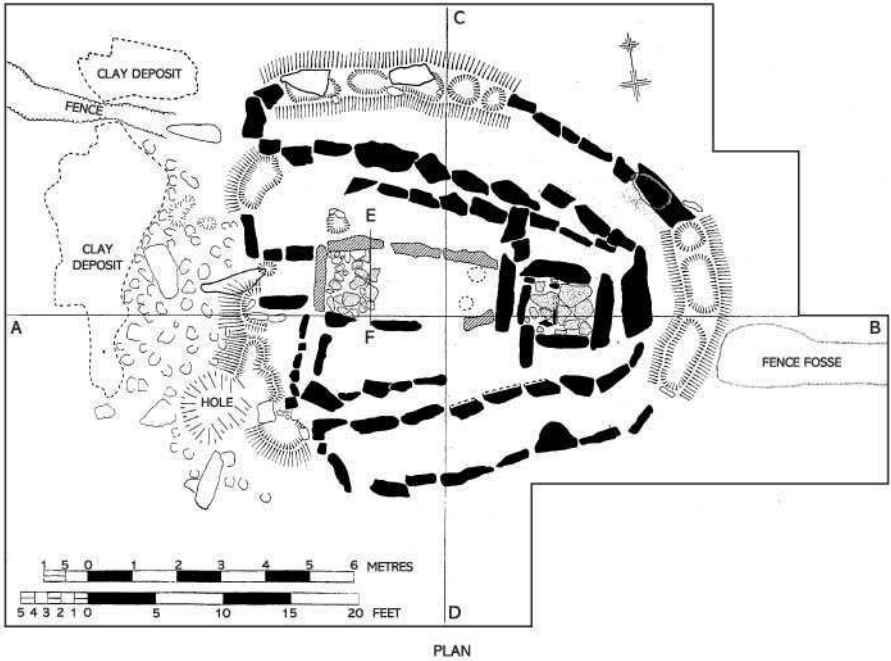 C
CLAY DEPOSIT
FENCE
E
CLAY DEPOSIT
A
B
F
FENCE FOSSE
HOLE
1 5 0 1 2 3 4 5 6 METRES
5 4 3 2 1 0 5 10 15 20 FEET
D
PLAN